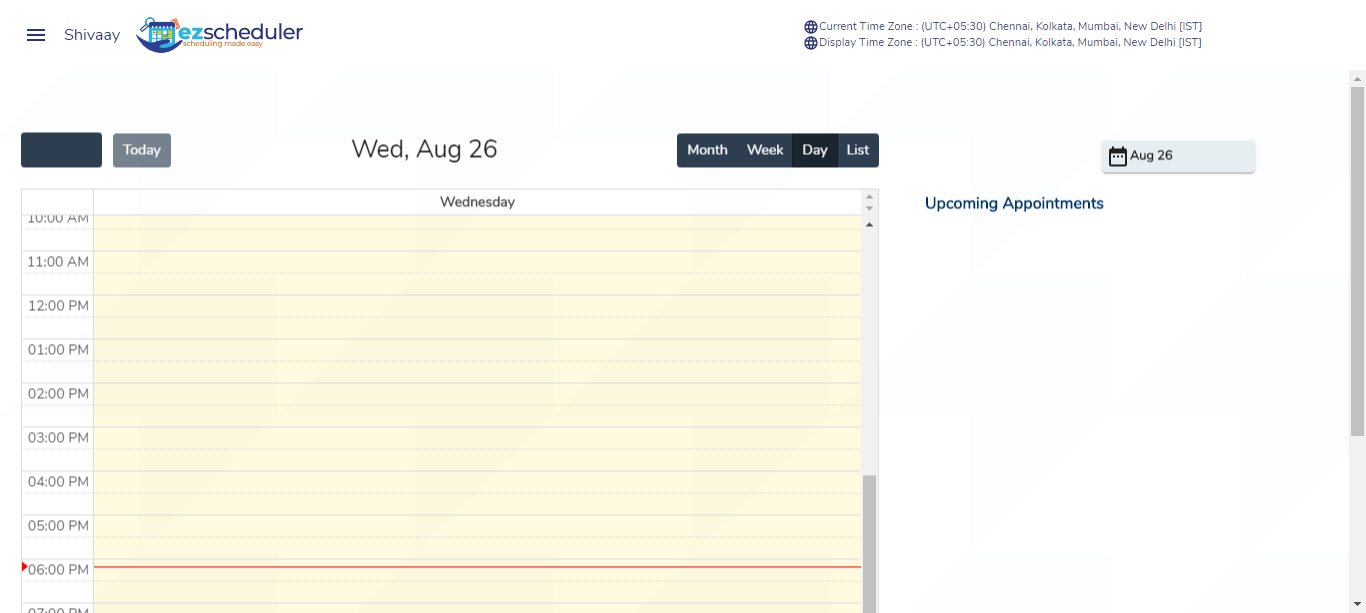 Shivaay
ezscheduler
scheduling made easy
Current Time Zone : (UTC+05:30) Chennai, Kolkata, Mumbai, New Delhi [IST]
Display Time Zone : (UTC+05:30) Chennai, Kolkata, Mumbai, New Delhi [IST]
Today
Wed, Aug 26
Month Week Day List
Aug 26
Wednesday
Upcoming Appointments
10:00 AM
11:00 AM
12:00 PM
01:00 PM
02:00 PM
03:00 PM
04:00 PM
05:00 PM
06:00 PM
07:00 PM